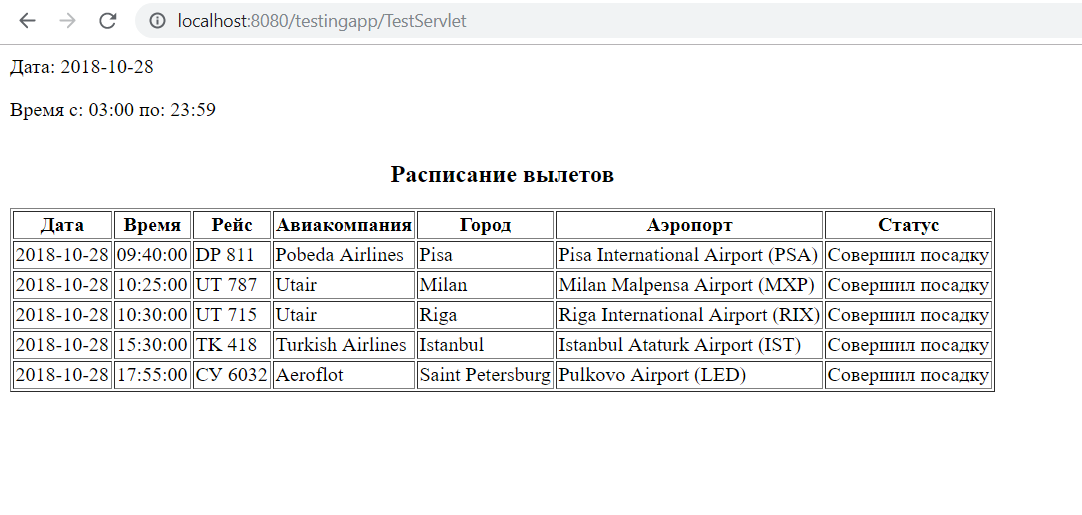 localhost:8080/testingapp/TestServlet
Дата: 2018-10-28
Время с: 03:00 по: 23:59
Расписание вылетов
Дата Время Рейс Авиакомпания Город Аэропорт Статус
2018-10-28 09:40:00 DP 811 Pobeda Airlines Pisa Pisa International Airport (PSA) Совершил посадку
2018-10-28 10:25:00 UT 787 Utair Milan Milan Malpensa Airport (MXP) Совершил посадку
2018-10-28 10:30:00 UT 715 Utair Riga Riga International Airport (RIX) Совершил посадку
2018-10-28 15:30:00 TK 418 Turkish Airlines Istanbul Istanbul Ataturk Airport (IST) Совершил посадку
2018-10-28 17:55:00 СУ 6032 Aeroflot Saint Petersburg Pulkovo Airport (LED) Совершил посадку